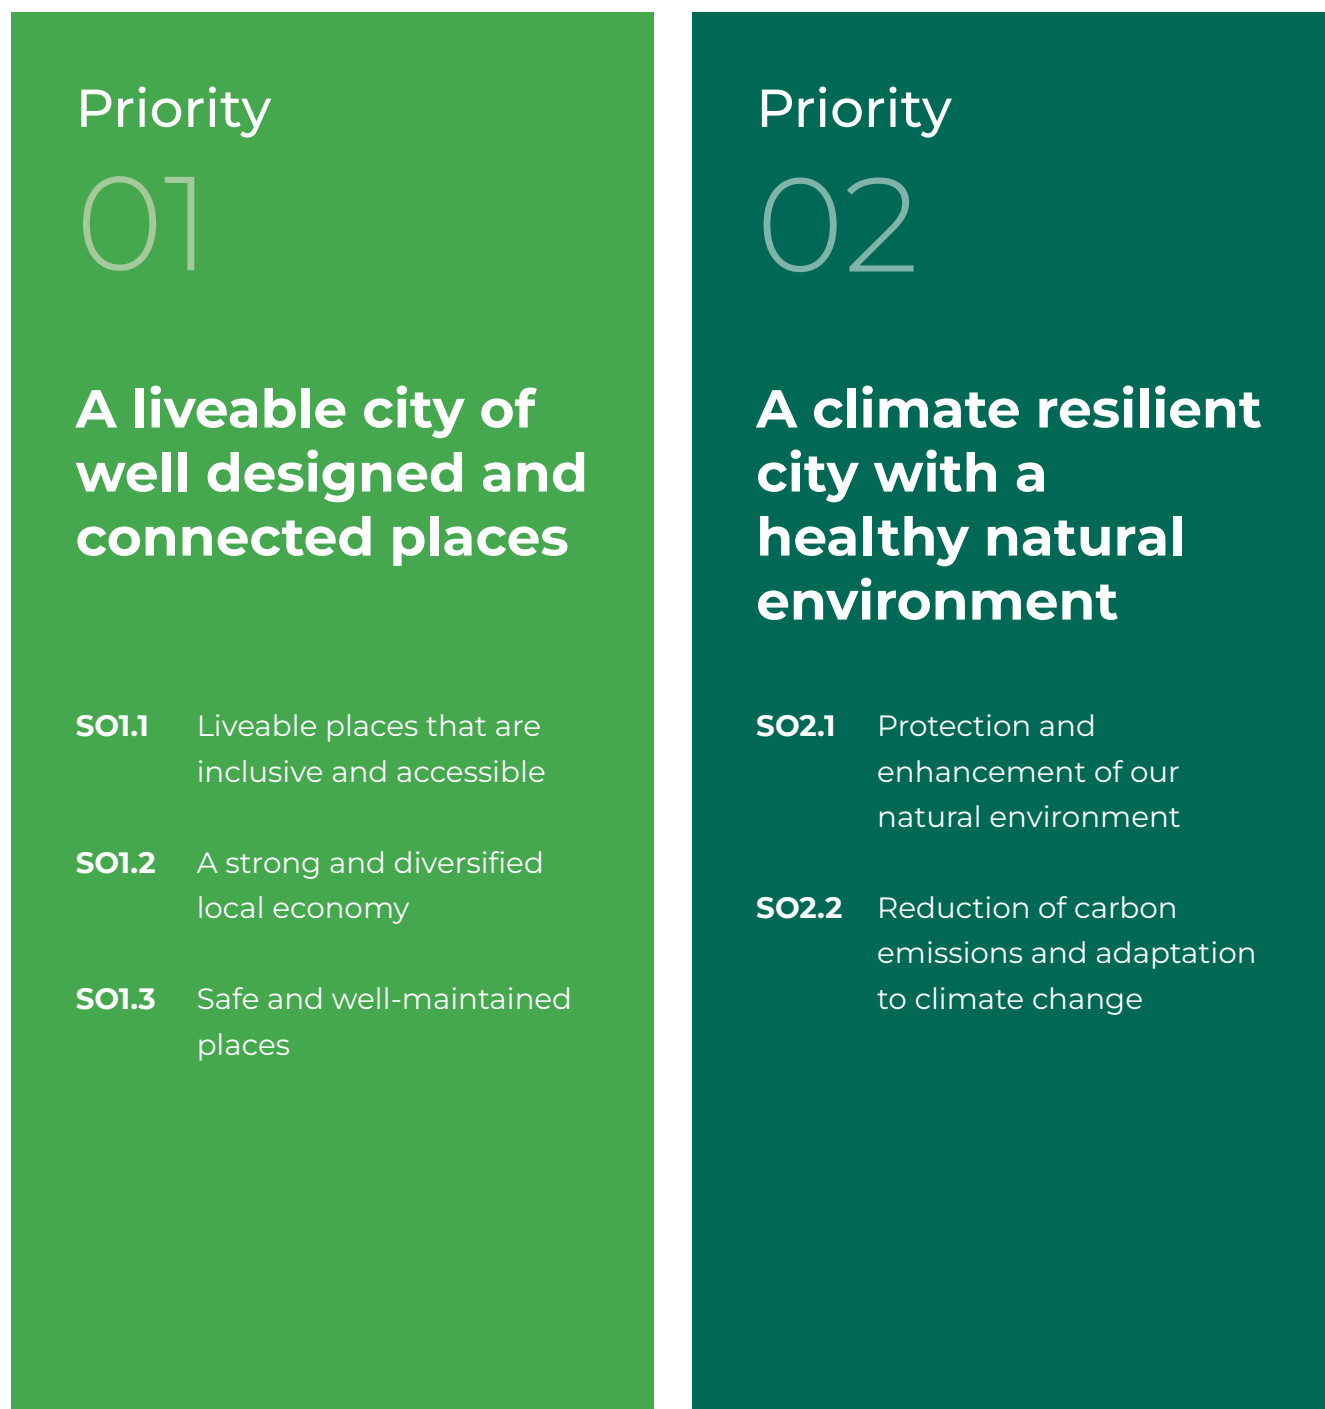 Priority
01
A liveable city of
well designed and
connected places
SO1.1 Liveable places that are
inclusive and accessible
SO1.2 A strong and diversified
local economy
SO1.3 Safe and well-maintained
places
Priority
02
A climate resilient
city with a
healthy natural
environment
SO2.1 Protection and
enhancement of our
natural environment
SO2.2 Reduction of carbon
emissions and adaptation
to climate change